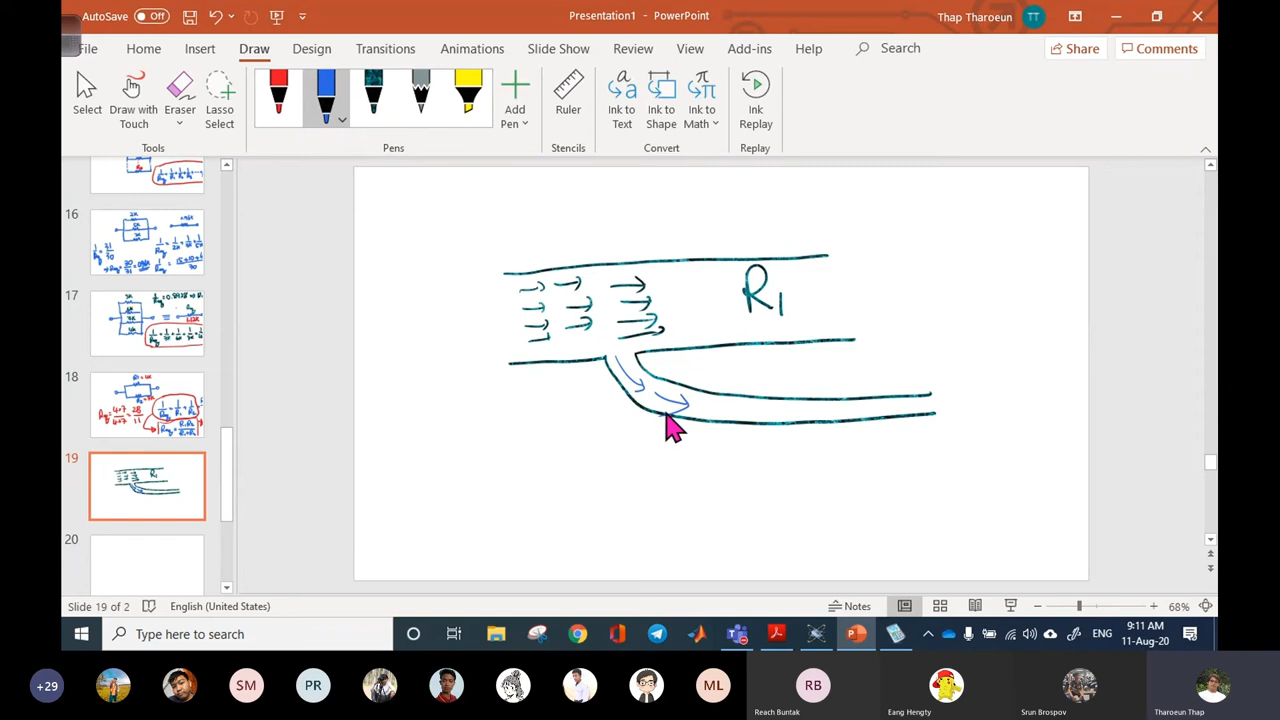 AutoSave Off
Presentation1 - PowerPoint
Thap Tharoeun TT
File Home Insert Draw Design Transitions Animations Slide Show Review View Add-ins Help Search Share Comments
Select
Draw with Touch
Eraser
Lasso Select
Add Pen
Ruler
Ink to Text
Ink to Shape
Ink to Math
Ink Replay
Tools Pens Stencils Convert Replay
16
17
18
19
20
R1
Slide 19 of 2 English (United States) Notes 68%
Type here to search
ENG
9:11 AM
11-Aug-20
+29 SM PR ML RB
Reach Buntak Eang Hengty Srun Brospov Tharoeun Thap